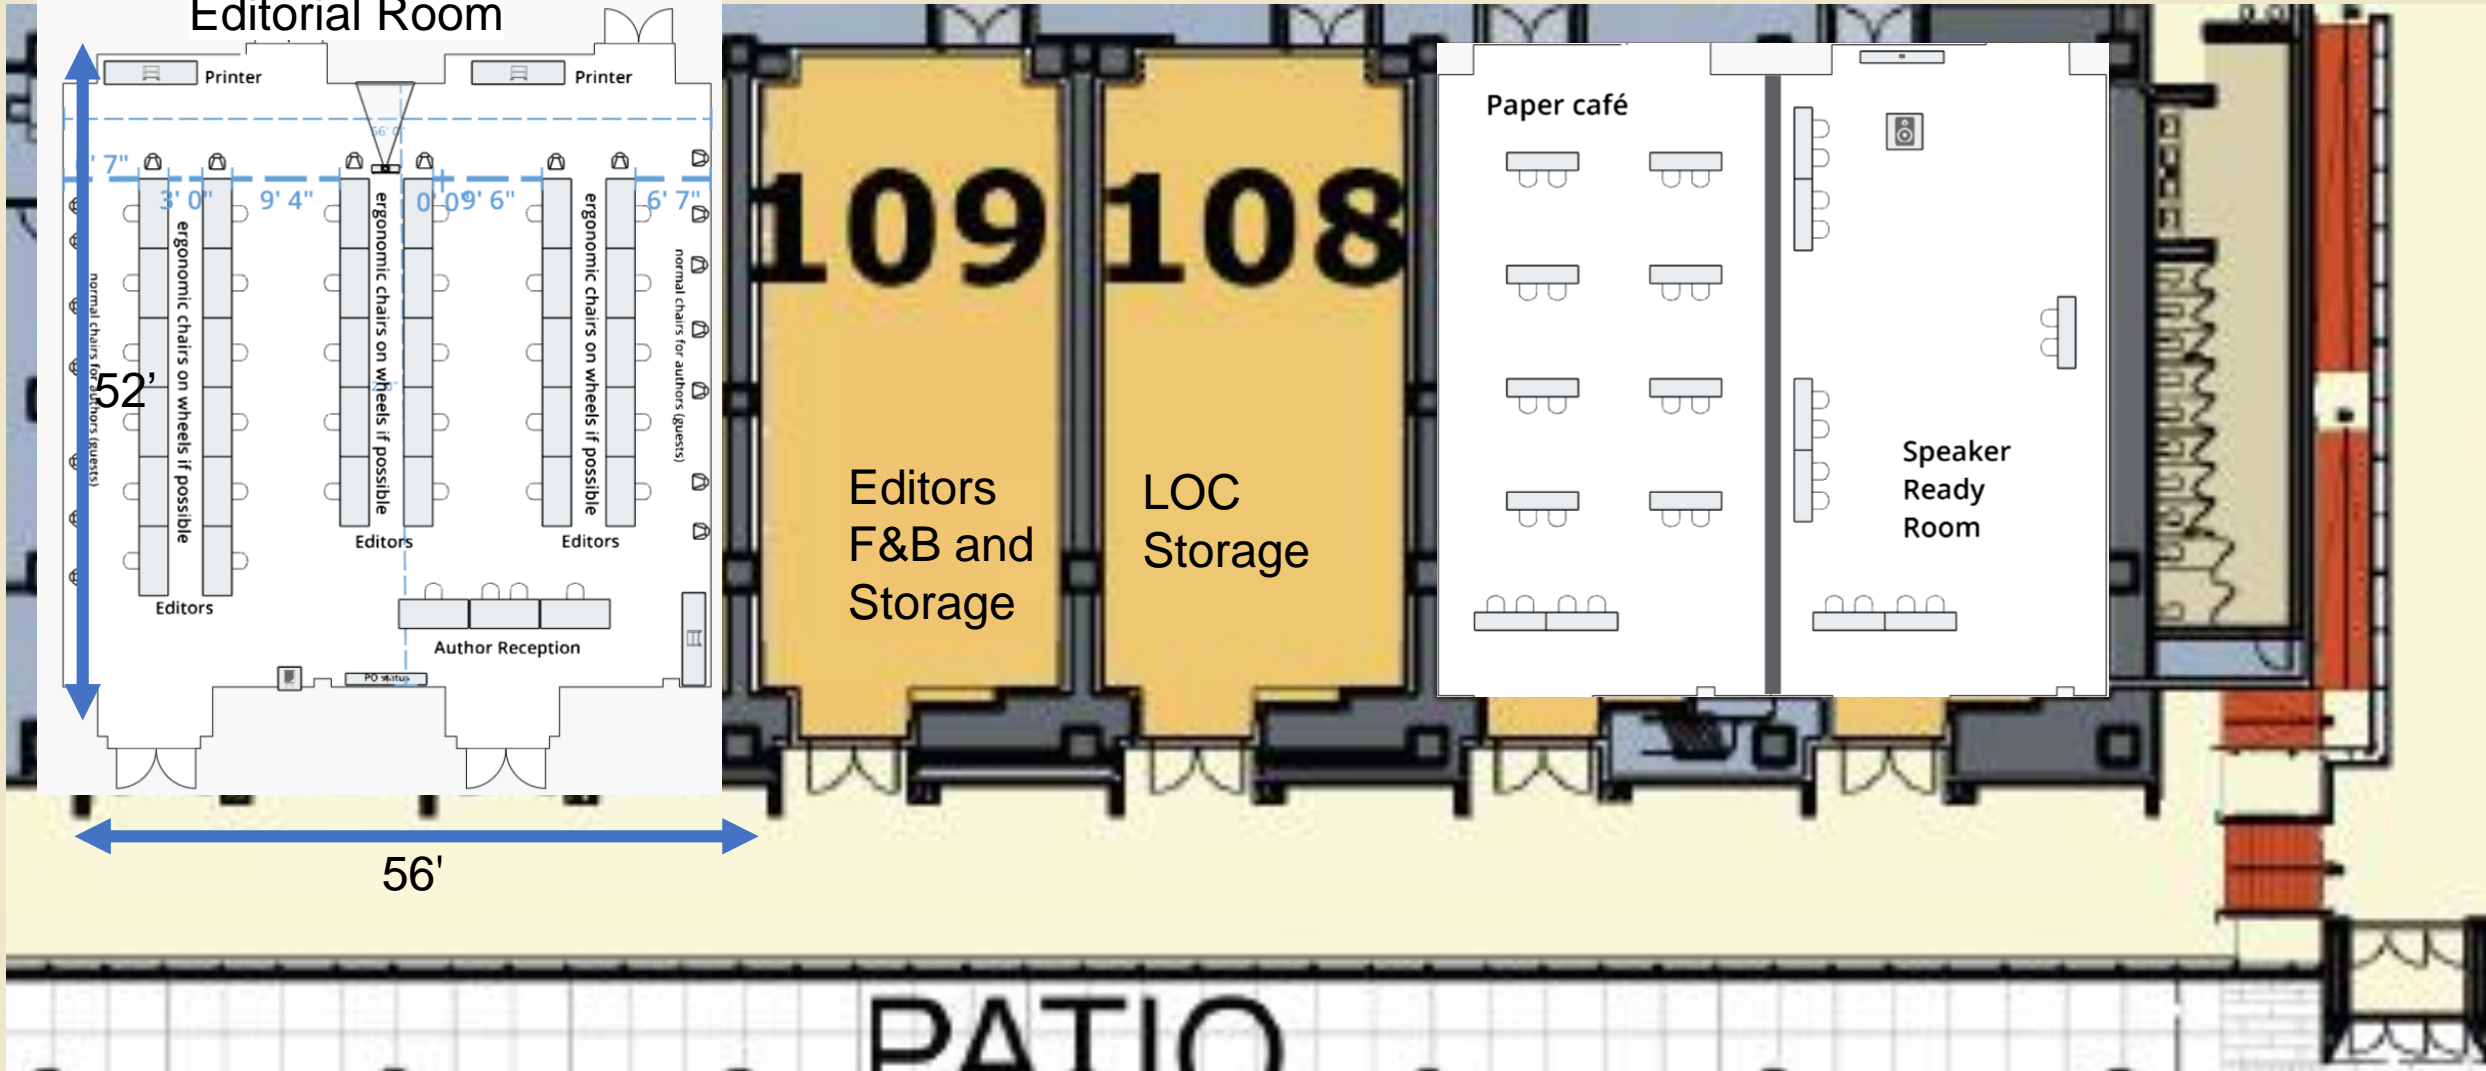 Editorial Room
Printer
Printer
56' 0"
' 7"
3' 0"
9' 4"
0' 0"
9' 6"
6' 7"
normal chairs for authors (guests)
ergonomic chairs on wheels if possible
ergonomic chairs on wheels if possible
ergonomic chairs on wheels if possible
normal chairs for authors (guests)
52'
Editors
Editors
Editors
Author Reception
PO status
56'
109
Editors
F&B and
Storage
108
LOC
Storage
Paper café
Speaker
Ready
Room
PATIO